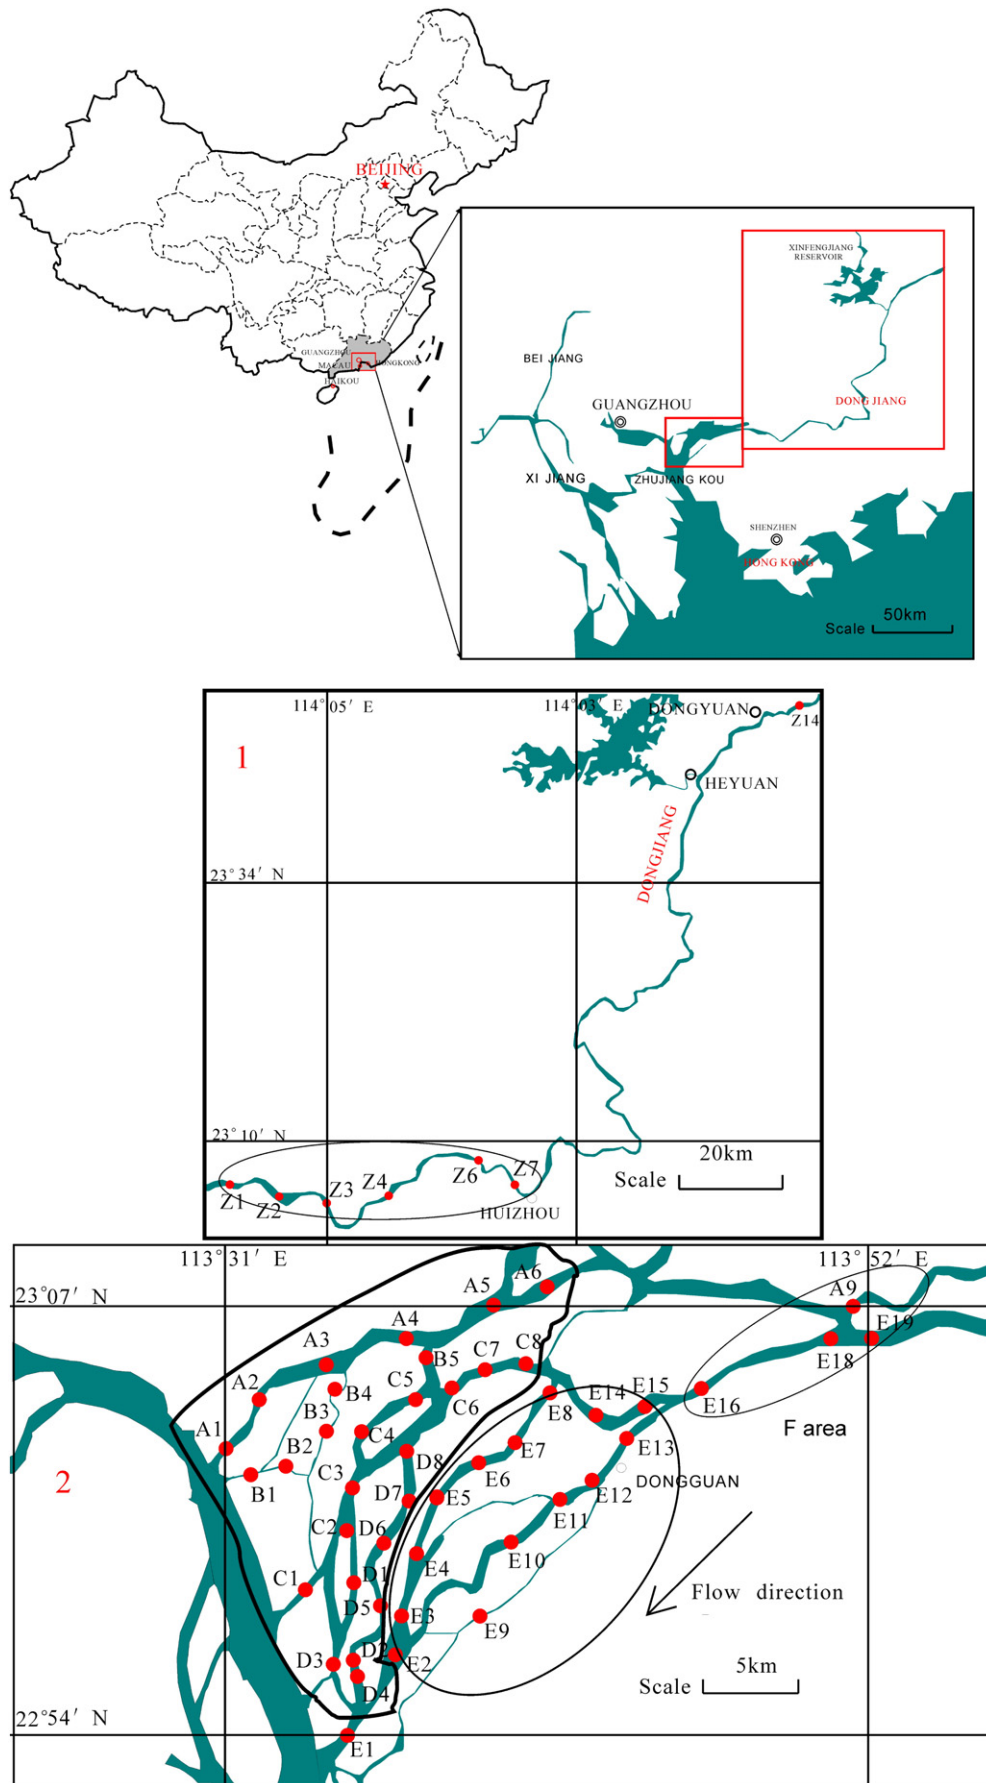 BEIJING
GUANGZHOU
MACAU
HONGKONG
HAIKOU
XINFENGJIANG
RESERVOIR
BEI JIANG
GUANGZHOU
DONG JIANG
XI JIANG
ZHUJIANG KOU
SHENZHEN
HONG KONG
50km
Scale
114°05′ E
114°03′ E
DONGYUAN
Z14
1
HEYUAN
DONGJIANG
23°34′ N
23°10′ N
20km
Scale
Z1
Z2
Z3
Z4
Z6
Z7
HUIZHOU
113°31′ E
113°52′ E
23°07′ N
A5
A6
A9
A4
E19
E18
A3
B5
C7
C8
A2
B4
C5
C6
E8
E14
E15
E16
F area
A1
B3
C4
E13
B2
D8
E7
2
B1
C3
E6
DONGGUAN
D7
E5
E12
E11
C2
D6
E4
E10
C1
D1
Flow direction
D5
E3
E9
D3
D2
E2
D4
5km
Scale
22°54′ N
E1